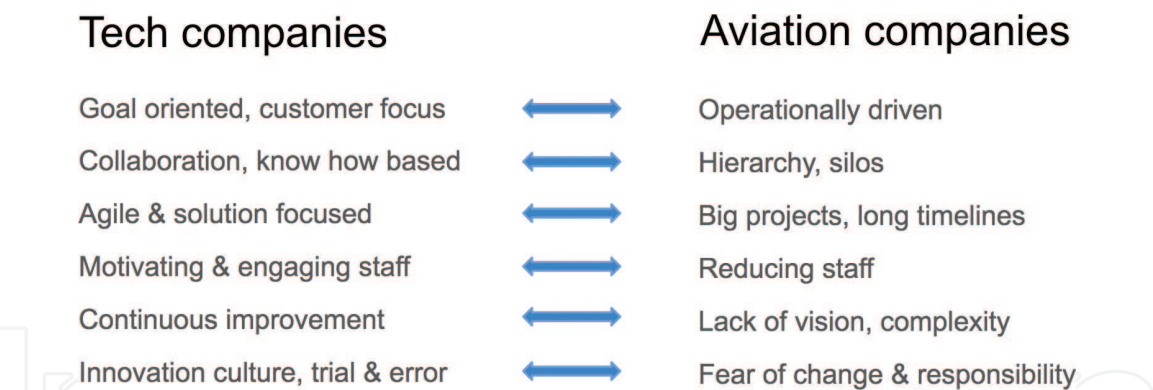 Tech companies
Aviation companies
Goal oriented, customer focus
Operationally driven
Collaboration, know how based
Hierarchy, silos
Agile & solution focused
Big projects, long timelines
Motivating & engaging staff
Reducing staff
Continuous improvement
Lack of vision, complexity
Innovation culture, trial & error
Fear of change & responsibility